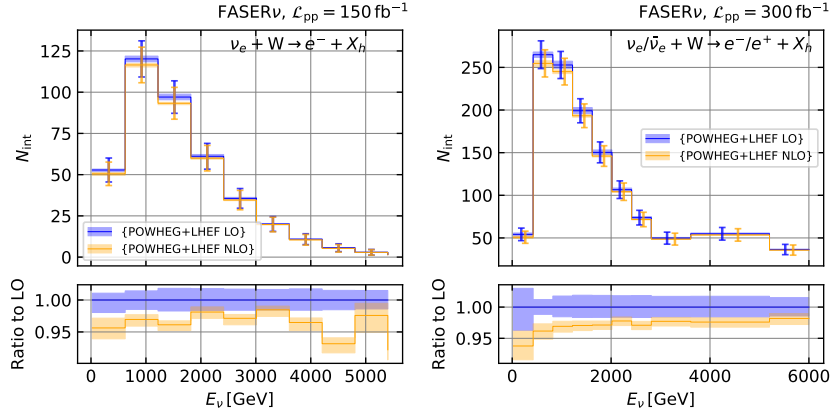 FASERν, ℒpp = 150 fb⁻¹
νe + W → e⁻ + Xh
Nint
125
100
75
50
25
0
{POWHEG+LHEF LO}
{POWHEG+LHEF NLO}
Ratio to LO
1.00
0.95
0 1000 2000 3000 4000 5000
Eν [GeV]
FASERν, ℒpp = 300 fb⁻¹
νe/ν̄e + W → e⁻/e⁺ + Xh
Nint
250
200
150
100
50
{POWHEG+LHEF LO}
{POWHEG+LHEF NLO}
Ratio to LO
1.00
0.95
0 2000 4000 6000
Eν [GeV]